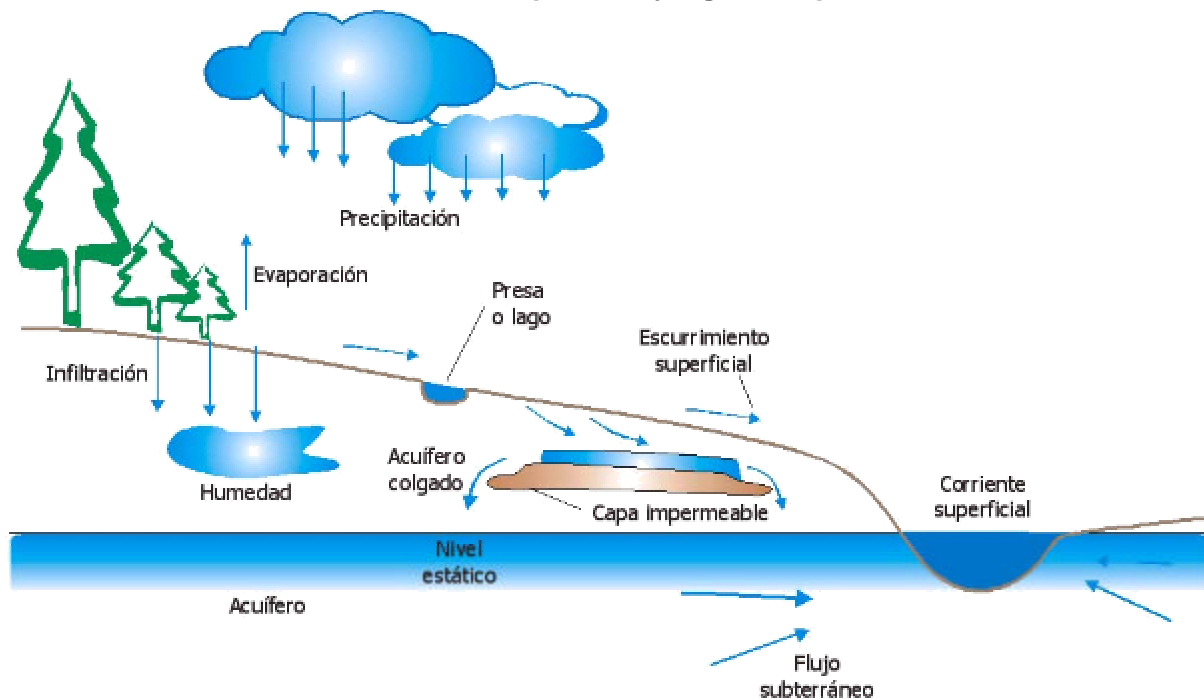 Precipitación
Evaporación
Presa
o lago
Escurrimiento
superficial
Infiltración
Humedad
Acuífero
colgado
Capa impermeable
Corriente
superficial
Nivel
estático
Acuífero
Flujo
subterráneo